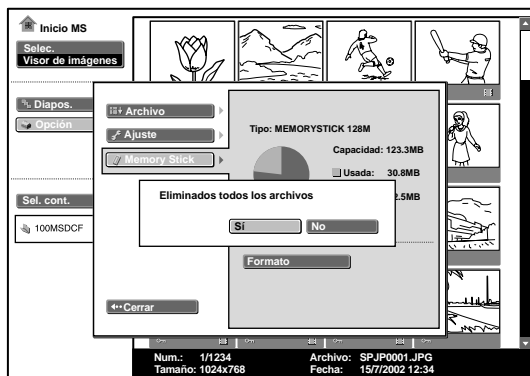 Inicio MS
Selec.
Visor de imágenes
Diapos.
Opción
Sel. cont.
100MSDCF
Archivo
Ajuste
Memory Stick
Cerrar
Tipo: MEMORYSTICK 128M
Capacidad: 123.3MB
Usada: 30.8MB
2.5MB
Eliminados todos los archivos
Sí
No
Formato
Num.: 1/1234
Archivo: SPJP0001.JPG
Tamaño: 1024x768
Fecha: 15/7/2002 12:34